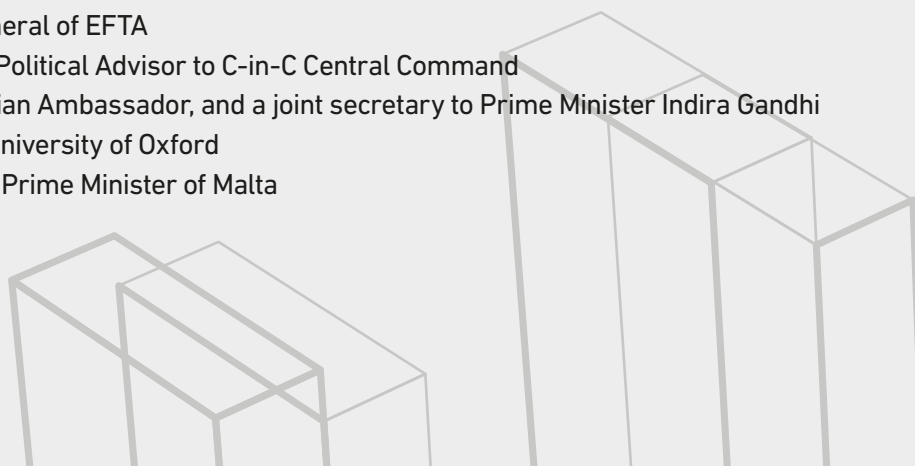 neral of EFTA
Political Advisor to C-in-C Central Command
ian Ambassador, and a joint secretary to Prime Minister Indira Gandhi
niversity of Oxford
Prime Minister of Malta